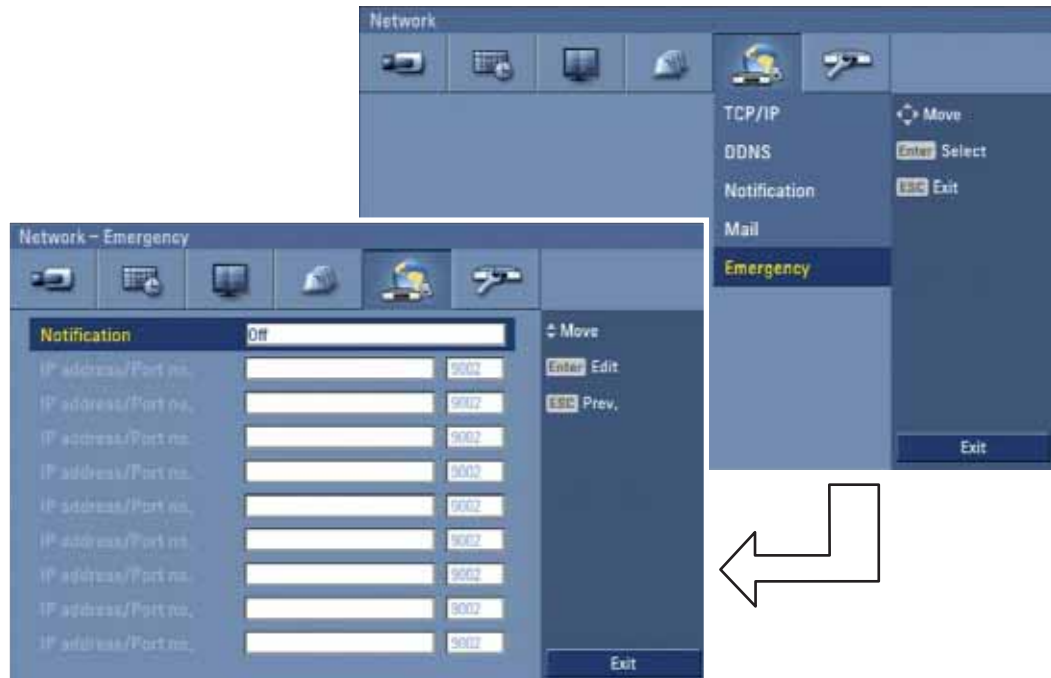 Network
TCP/IP
DDNS
Notification
Mail
Emergency
Move
Enter Select
ESC Exit
Exit
Network – Emergency
Notification Off
IP address/Port no. 9002
IP address/Port no. 9002
IP address/Port no. 9002
IP address/Port no. 9002
IP address/Port no. 9002
IP address/Port no. 9002
IP address/Port no. 9002
IP address/Port no. 9002
IP address/Port no. 9002
Move
Enter Edit
ESC Prev.
Exit